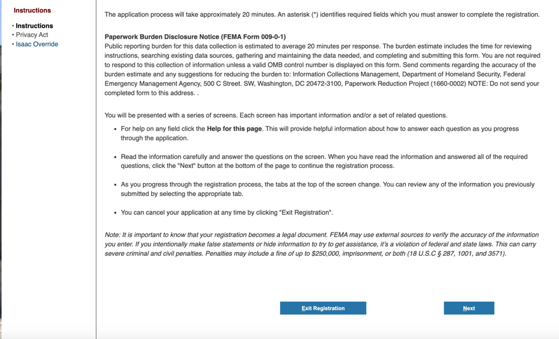 Instructions
• Instructions
• Privacy Act
• Isaac Override
The application process will take approximately 20 minutes. An asterisk (*) identifies required fields which you must answer to complete the registration.
Paperwork Burden Disclosure Notice (FEMA Form 009-0-1)
Public reporting burden for this data collection is estimated to average 20 minutes per response. The burden estimate includes the time for reviewing
instructions, searching existing data sources, gathering and maintaining the data needed, and completing and submitting this form. You are not required
to respond to this collection of information unless a valid OMB control number is displayed on this form. Send comments regarding the accuracy of the
burden estimate and any suggestions for reducing the burden to: Information Collections Management, Department of Homeland Security, Federal
Emergency Management Agency, 500 C Street. SW, Washington, DC 20472-3100, Paperwork Reduction Project (1660-0002) NOTE: Do not send your
completed form to this address. .
You will be presented with a series of screens. Each screen has important information and/or a set of related questions.
• For help on any field click the Help for this page. This will provide helpful information about how to answer each question as you progress
through the application.
• Read the information carefully and answer the questions on the screen. When you have read the information and answered all of the required
questions, click the "Next" button at the bottom of the page to continue the registration process.
• As you progress through the registration process, the tabs at the top of the screen change. You can review any of the information you previously
submitted by selecting the appropriate tab.
• You can cancel your application at any time by clicking "Exit Registration".
Note: It is important to know that your registration becomes a legal document. FEMA may use external sources to verify the accuracy of the information
you enter. If you intentionally make false statements or hide information to try to get assistance, it's a violation of federal and state laws. This can carry
severe criminal and civil penalties. Penalties may include a fine of up to $250,000, imprisonment, or both (18 U.S.C § 287, 1001, and 3571).
Exit Registration
Next